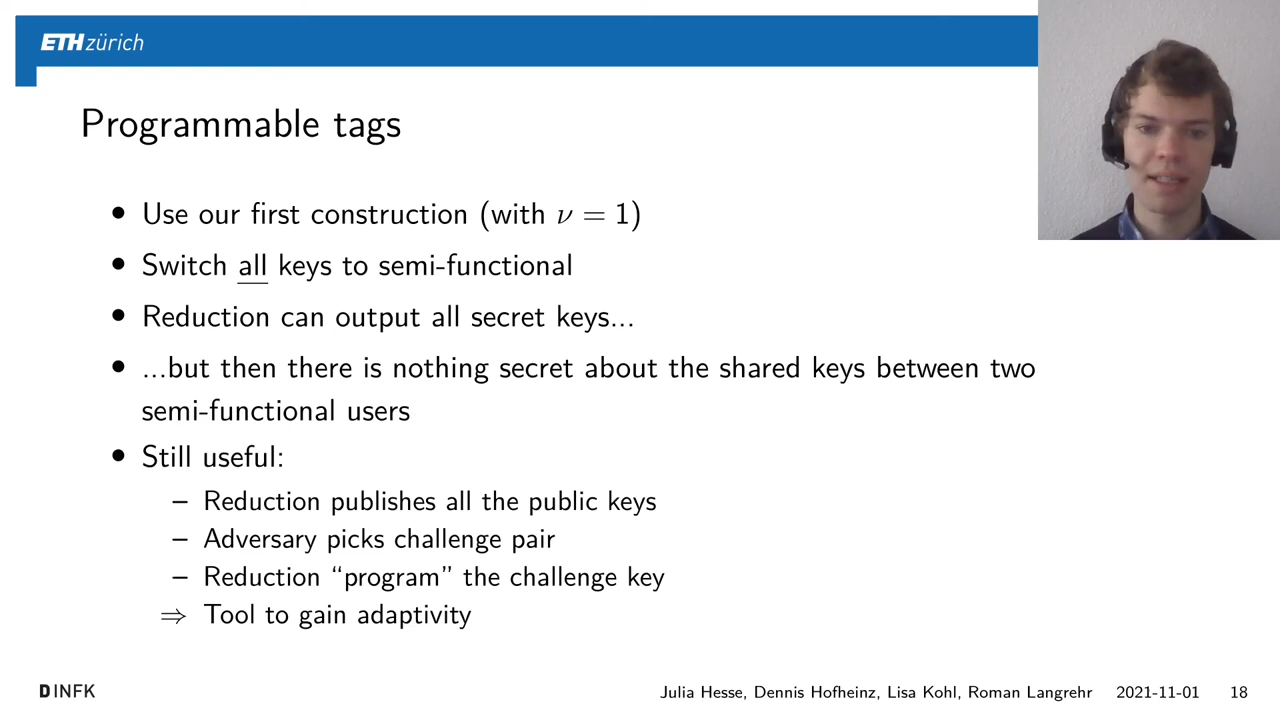 ETH zürich
Programmable tags
• Use our first construction (with ν = 1)
• Switch all keys to semi-functional
• Reduction can output all secret keys...
• ...but then there is nothing secret about the shared keys between two
semi-functional users
• Still useful:
– Reduction publishes all the public keys
– Adversary picks challenge pair
– Reduction “program” the challenge key
⇒ Tool to gain adaptivity
D INFK
Julia Hesse, Dennis Hofheinz, Lisa Kohl, Roman Langrehr 2021-11-01 18